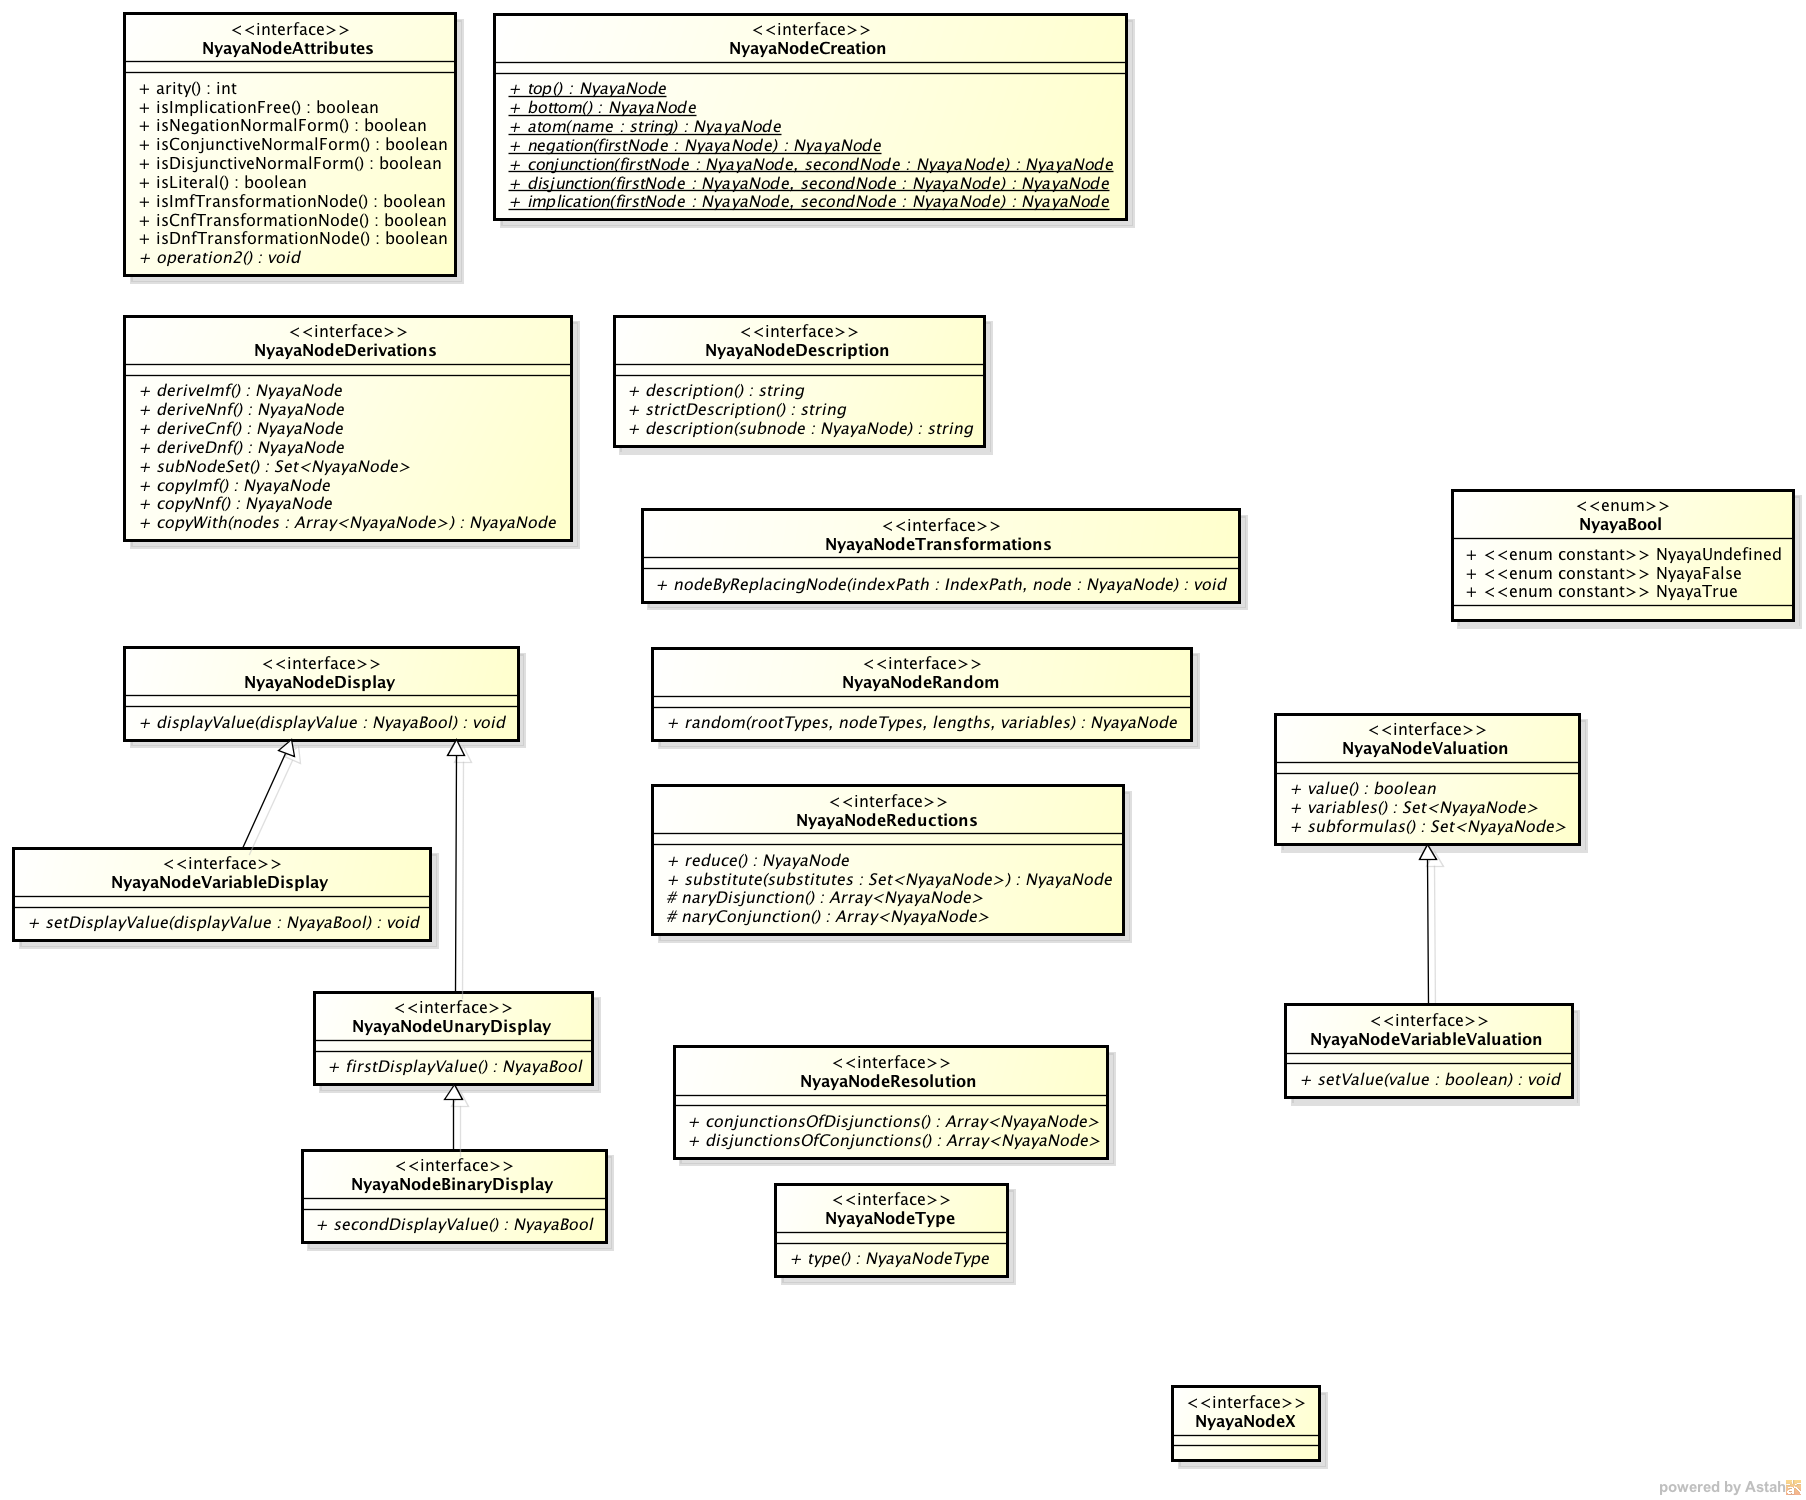 <<interface>>
NyayaNodeAttributes
+ arity() : int
+ isImplicationFree() : boolean
+ isNegationNormalForm() : boolean
+ isConjunctiveNormalForm() : boolean
+ isDisjunctiveNormalForm() : boolean
+ isLiteral() : boolean
+ isImfTransformationNode() : boolean
+ isCnfTransformationNode() : boolean
+ isDnfTransformationNode() : boolean
+ operation2() : void
<<interface>>
NyayaNodeCreation
+ top() : NyayaNode
+ bottom() : NyayaNode
+ atom(name : string) : NyayaNode
+ negation(firstNode : NyayaNode) : NyayaNode
+ conjunction(firstNode : NyayaNode, secondNode : NyayaNode) : NyayaNode
+ disjunction(firstNode : NyayaNode, secondNode : NyayaNode) : NyayaNode
+ implication(firstNode : NyayaNode, secondNode : NyayaNode) : NyayaNode
<<interface>>
NyayaNodeDerivations
+ deriveImf() : NyayaNode
+ deriveNnf() : NyayaNode
+ deriveCnf() : NyayaNode
+ deriveDnf() : NyayaNode
+ subNodeSet() : Set<NyayaNode>
+ copyImf() : NyayaNode
+ copyNnf() : NyayaNode
+ copyWith(nodes : Array<NyayaNode>) : NyayaNode
<<interface>>
NyayaNodeDescription
+ description() : string
+ strictDescription() : string
+ description(subnode : NyayaNode) : string
<<interface>>
NyayaNodeTransformations
+ nodeByReplacingNode(indexPath : IndexPath, node : NyayaNode) : void
<<enum>>
NyayaBool
+ <<enum constant>> NyayaUndefined
+ <<enum constant>> NyayaFalse
+ <<enum constant>> NyayaTrue
<<interface>>
NyayaNodeDisplay
+ displayValue(displayValue : NyayaBool) : void
<<interface>>
NyayaNodeRandom
+ random(rootTypes, nodeTypes, lengths, variables) : NyayaNode
<<interface>>
NyayaNodeValuation
+ value() : boolean
+ variables() : Set<NyayaNode>
+ subformulas() : Set<NyayaNode>
<<interface>>
NyayaNodeReductions
+ reduce() : NyayaNode
+ substitute(substitutes : Set<NyayaNode>) : NyayaNode
# naryDisjunction() : Array<NyayaNode>
# naryConjunction() : Array<NyayaNode>
<<interface>>
NyayaNodeVariableDisplay
+ setDisplayValue(displayValue : NyayaBool) : void
<<interface>>
NyayaNodeUnaryDisplay
+ firstDisplayValue() : NyayaBool
<<interface>>
NyayaNodeVariableValuation
+ setValue(value : boolean) : void
<<interface>>
NyayaNodeResolution
+ conjunctionsOfDisjunctions() : Array<NyayaNode>
+ disjunctionsOfConjunctions() : Array<NyayaNode>
<<interface>>
NyayaNodeBinaryDisplay
+ secondDisplayValue() : NyayaBool
<<interface>>
NyayaNodeType
+ type() : NyayaNodeType
<<interface>>
NyayaNodeX
powered by Astah